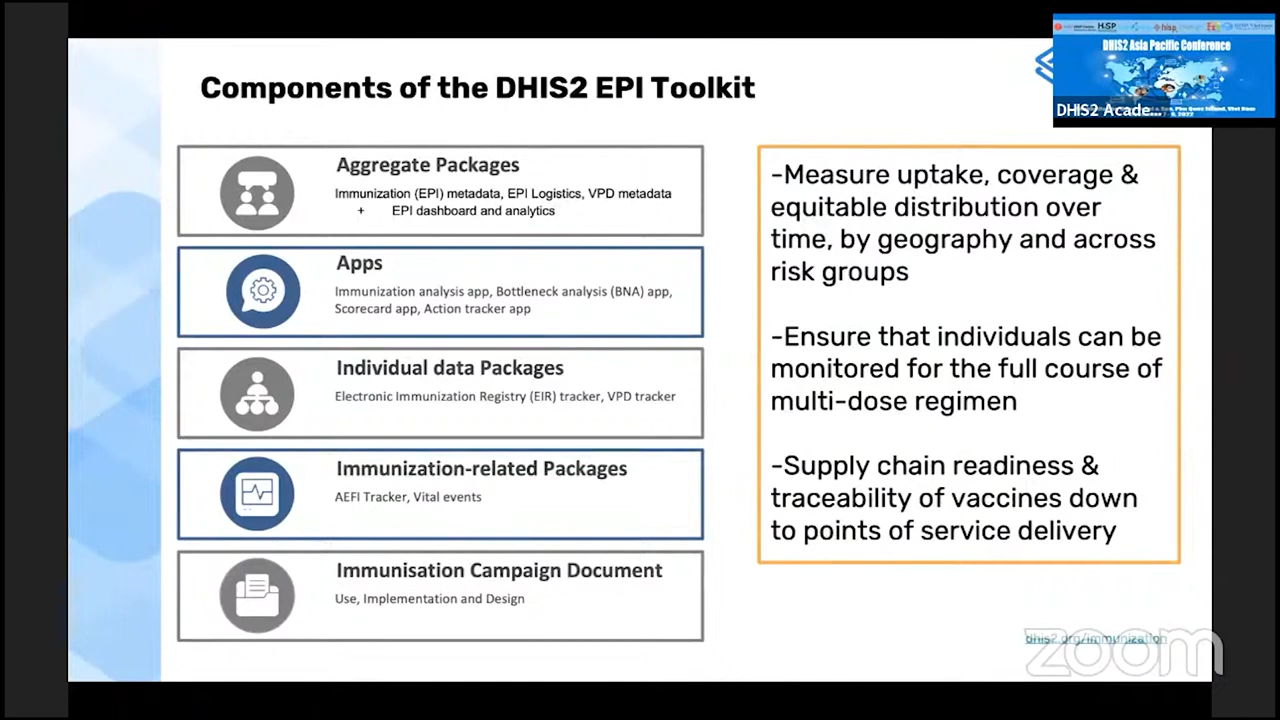 Components of the DHIS2 EPI Toolkit
Aggregate Packages
Immunization (EPI) metadata, EPI Logistics, VPD metadata
+ EPI dashboard and analytics
Apps
Immunization analysis app, Bottleneck analysis (BNA) app,
Scorecard app, Action tracker app
Individual data Packages
Electronic Immunization Registry (EIR) tracker, VPD tracker
Immunization-related Packages
AEFI Tracker, Vital events
Immunisation Campaign Document
Use, Implementation and Design
-Measure uptake, coverage &
equitable distribution over
time, by geography and across
risk groups
-Ensure that individuals can be
monitored for the full course of
multi-dose regimen
-Supply chain readiness &
traceability of vaccines down
to points of service delivery
dhis2.org/immunization
zoom
HISP
hisp
DHIS2 Asia Pacific Conference
DHIS2 Acade